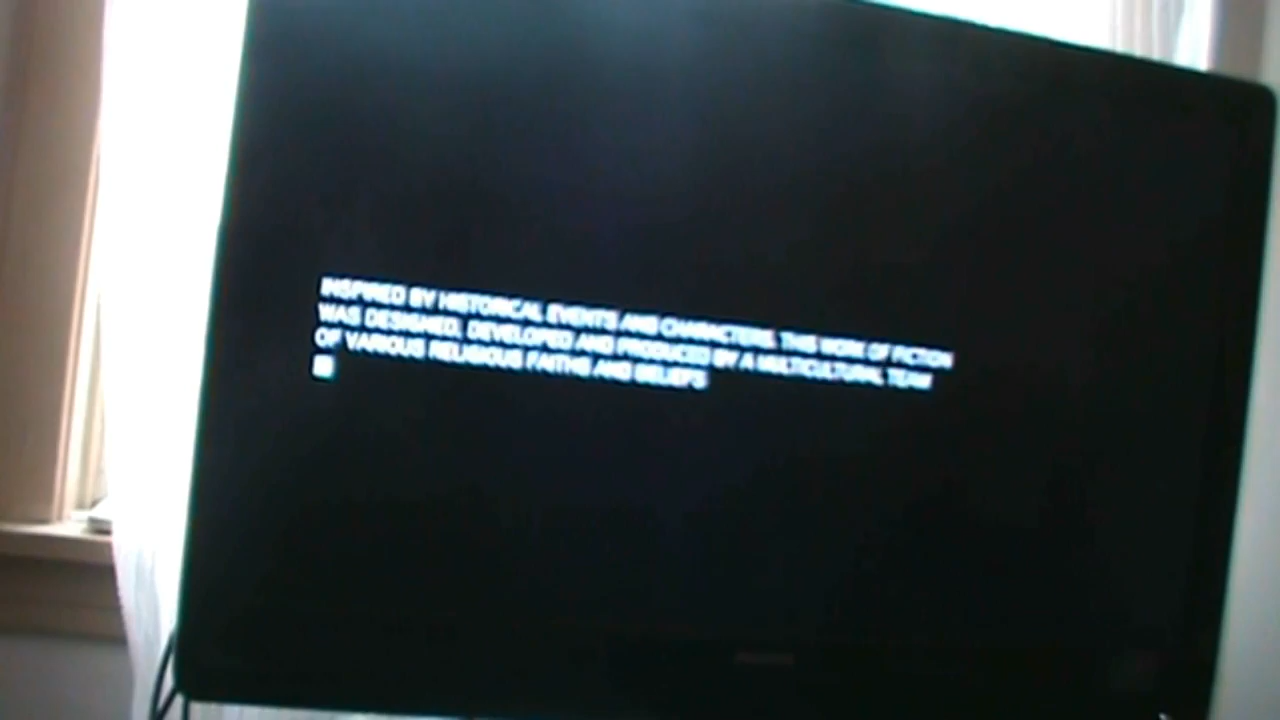 INSPIRED BY HISTORICAL EVENTS AND CHARACTERS. THIS WORK OF FICTION
WAS DESIGNED, DEVELOPED AND PRODUCED BY A MULTICULTURAL TEAM
OF VARIOUS RELIGIOUS FAITHS AND BELIEFS